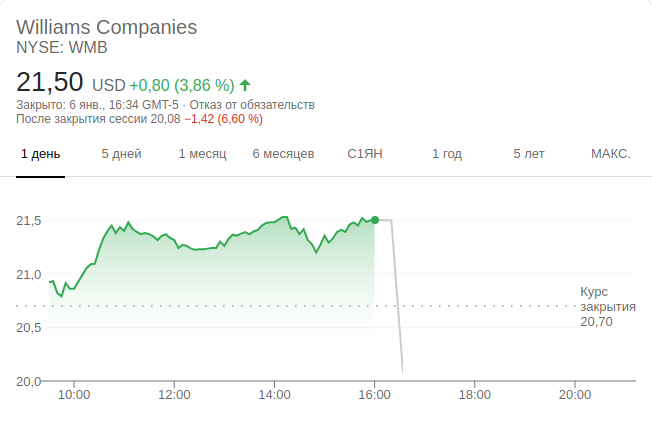 Williams Companies
NYSE: WMB
21,50 USD +0,80 (3,86 %)
Закрыто: 6 янв., 16:34 GMT-5 · Отказ от обязательств
После закрытия сессии 20,08 −1,42 (6,60 %)
1 день 5 дней 1 месяц 6 месяцев С1ЯН 1 год 5 лет МАКС.
21,5
21,0
Курс
закрытия
20,70
20,5
20,0
10:00 12:00 14:00 16:00 18:00 20:00